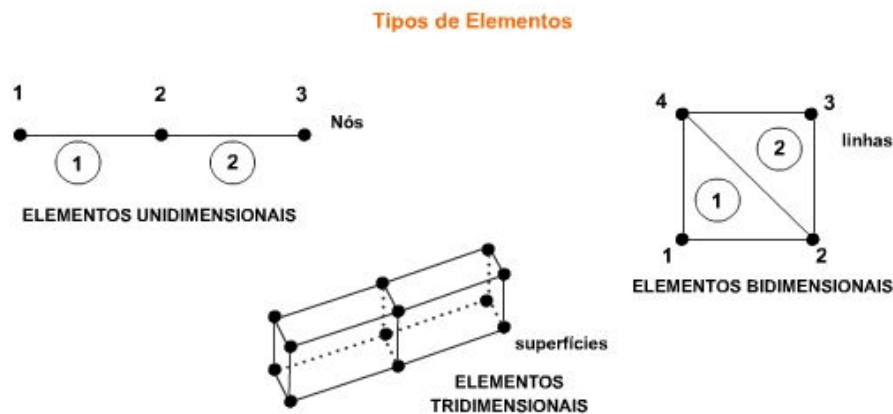 Tipos de Elementos
1 2 3
Nós
1 2
ELEMENTOS UNIDIMENSIONAIS
4 3
2
linhas
1
1 2
ELEMENTOS BIDIMENSIONAIS
superfícies
ELEMENTOS
TRIDIMENSIONAIS